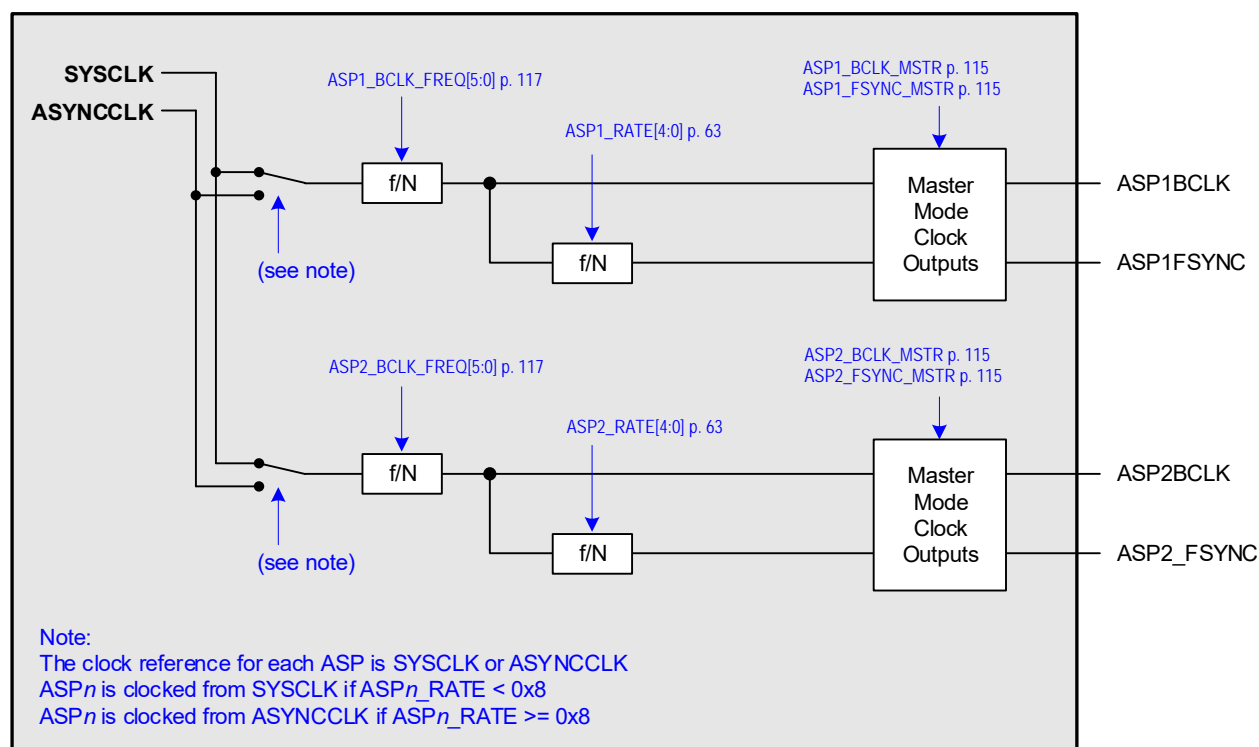 SYSCLK
ASYNCCLK
ASP1_BCLK_FREQ[5:0] p. 117
ASP1_BCLK_MSTR p. 115
ASP1_FSYNC_MSTR p. 115
ASP1_RATE[4:0] p. 63
f/N
Master
Mode
Clock
Outputs
ASP1BCLK
f/N
ASP1FSYNC
(see note)
ASP2_BCLK_FREQ[5:0] p. 117
ASP2_BCLK_MSTR p. 115
ASP2_FSYNC_MSTR p. 115
ASP2_RATE[4:0] p. 63
f/N
Master
Mode
Clock
Outputs
ASP2BCLK
f/N
ASP2_FSYNC
(see note)
Note:
The clock reference for each ASP is SYSCLK or ASYNCCLK
ASPn is clocked from SYSCLK if ASPn_RATE < 0x8
ASPn is clocked from ASYNCCLK if ASPn_RATE >= 0x8